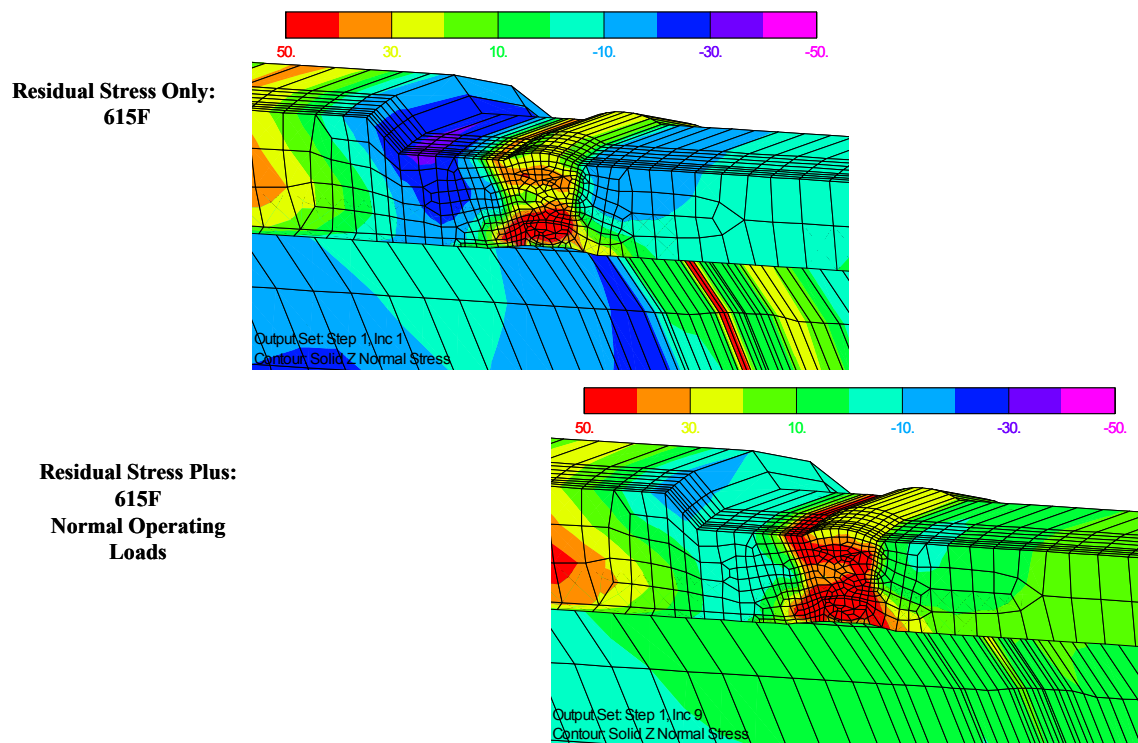 50. 30. 10. -10. -30. -50.
Residual Stress Only:
615F
Output Set: Step 1, Inc 1
Contour: Solid Z Normal Stress
50. 30. 10. -10. -30. -50.
Residual Stress Plus:
615F
Normal Operating
Loads
Output Set: Step 1, Inc 9
Contour: Solid Z Normal Stress